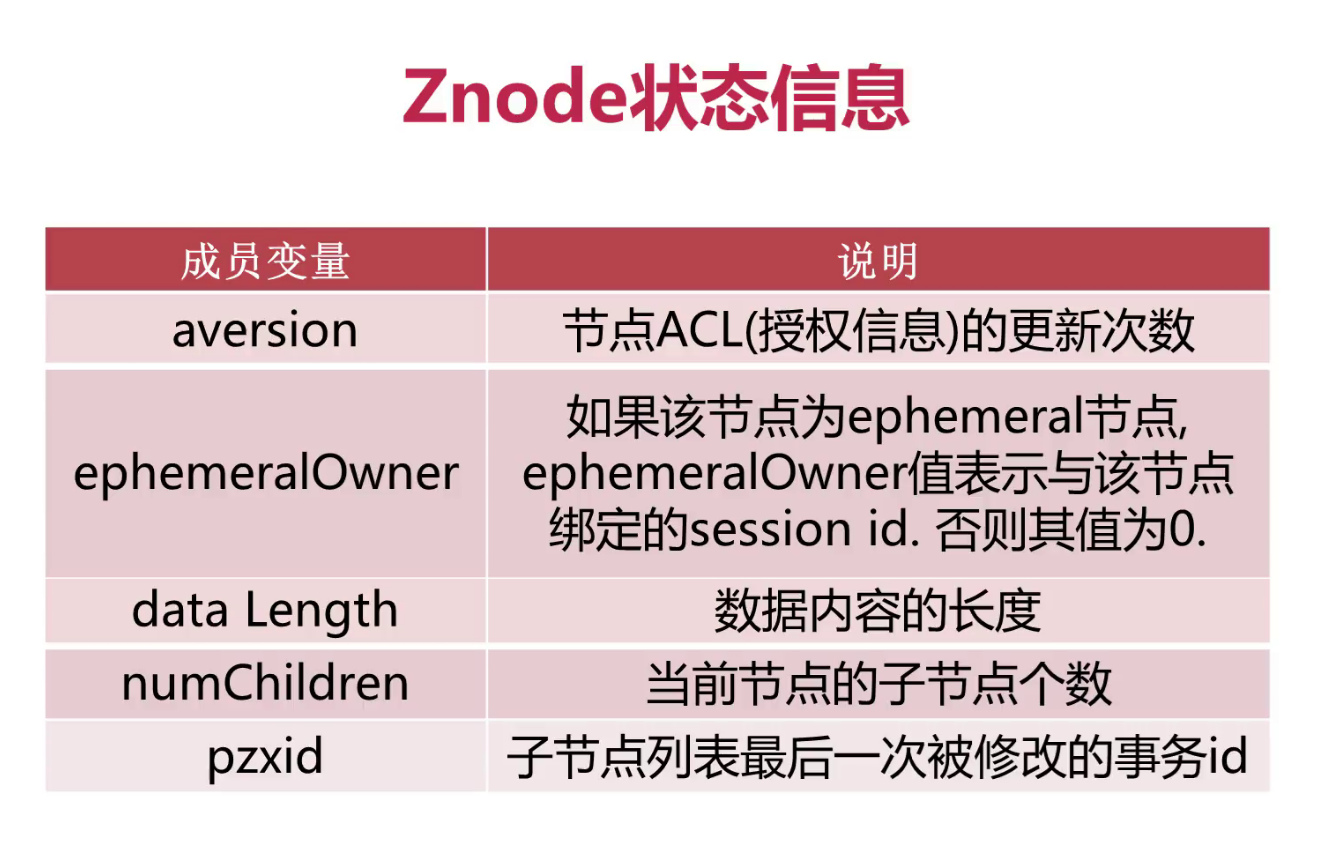 Znode状态信息
成员变量
说明
aversion
节点ACL(授权信息)的更新次数
ephemeralOwner
如果该节点为ephemeral节点,
ephemeralOwner值表示与该节点
绑定的session id. 否则其值为0.
data Length
数据内容的长度
numChildren
当前节点的子节点个数
pzxid
子节点列表最后一次被修改的事务id